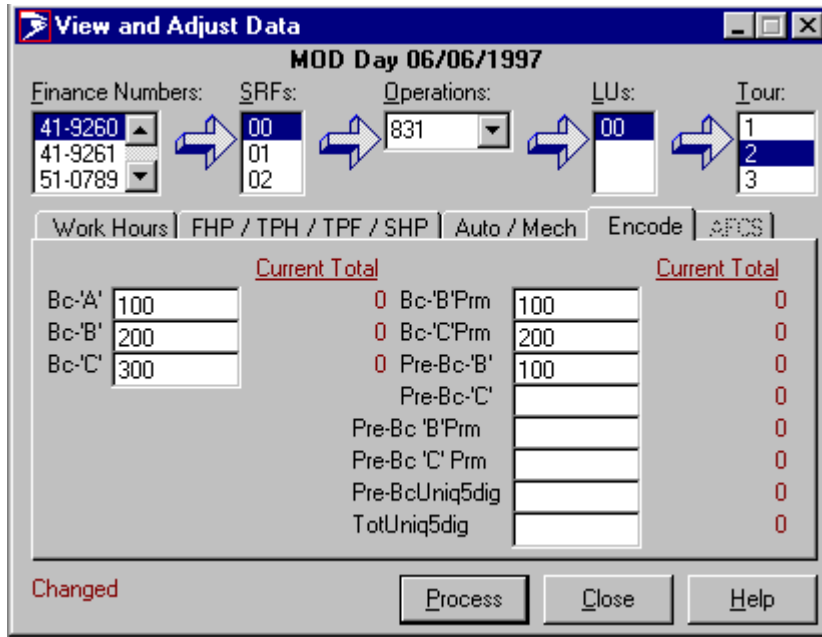 View and Adjust Data
MOD Day 06/06/1997
Finance Numbers: SRFs: Operations: LUs: Tour:
41-9260 00 831 00 1
41-9261 01 2
51-0789 02 3
Work Hours FHP / TPH / TPF / SHP Auto / Mech Encode AFCS
Current Total Current Total
Bc-'A' 100 0 Bc-'B'Prm 100 0
Bc-'B' 200 0 Bc-'C'Prm 200 0
Bc-'C' 300 0 Pre-Bc-'B' 100 0
Pre-Bc-'C' 0
Pre-Bc 'B'Prm 0
Pre-Bc 'C' Prm 0
Pre-BcUniq5dig 0
TotUniq5dig 0
Changed Process Close Help